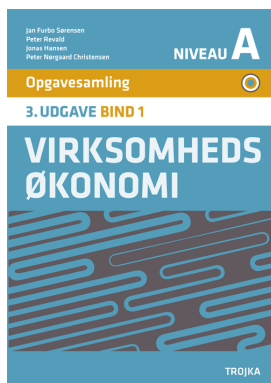 Jan Furbo Sørensen
Peter Revald
Jonas Hansen
Peter Nørgaard Christensen
NIVEAU A
Opgavesamling
3. UDGAVE BIND 1
VIRKSOMHEDS
ØKONOMI
TROJKA